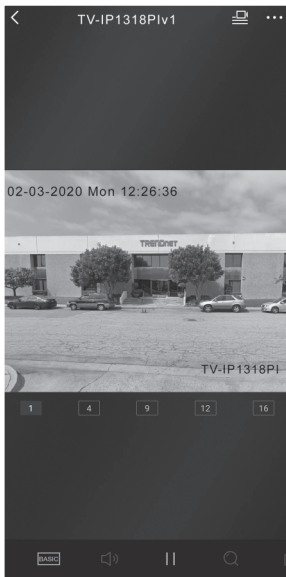 TV-IP1318PIv1
02-03-2020 Mon 12:26:36
TRENDNET
TV-IP1318PI
1 4 9 12 16
BASIC